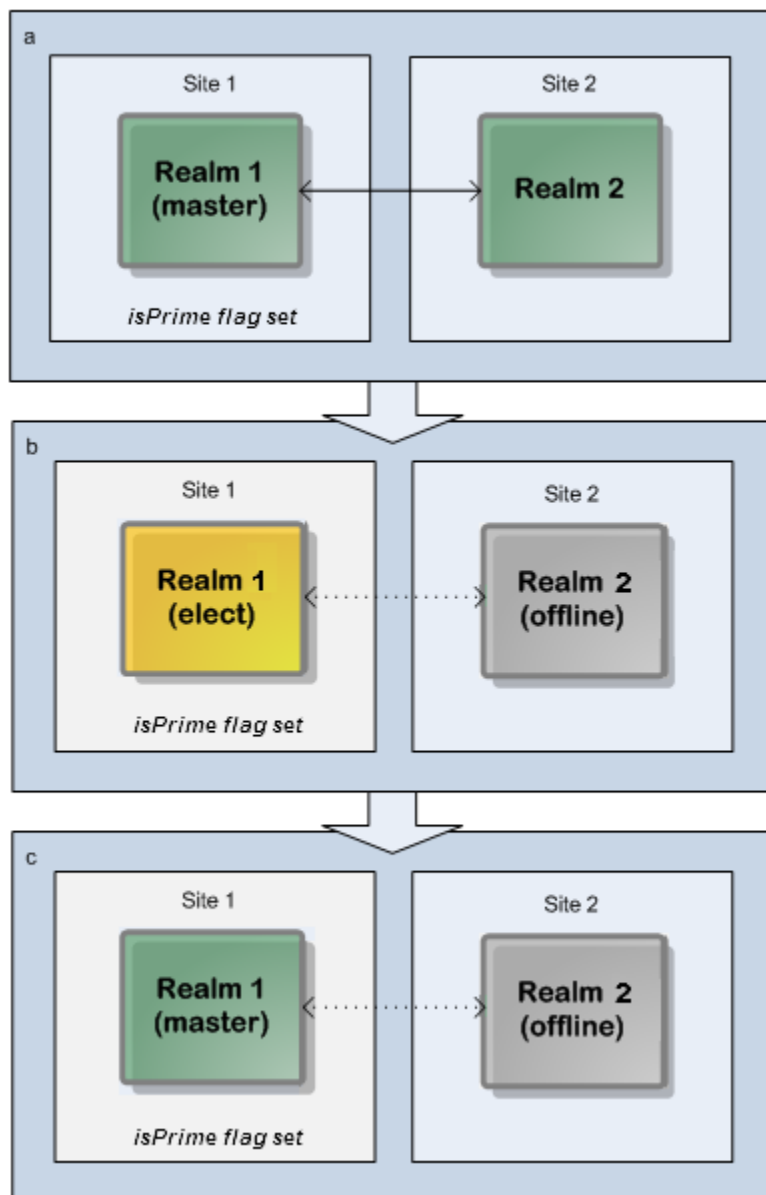 a
Site 1
Site 2
Realm 1
(master)
Realm 2
isPrime flag set
b
Site 1
Site 2
Realm 1
(elect)
Realm 2
(offline)
isPrime flag set
c
Site 1
Site 2
Realm 1
(master)
Realm 2
(offline)
isPrime flag set